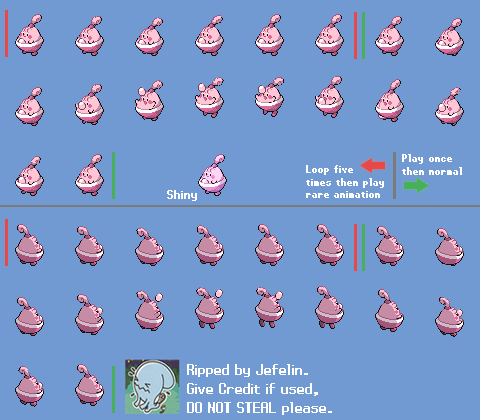 Play once
then normal
Loop five
times then play
rare animation
Shiny
Ripped by Jefelin.
Give Credit if used,
DO NOT STEAL please.